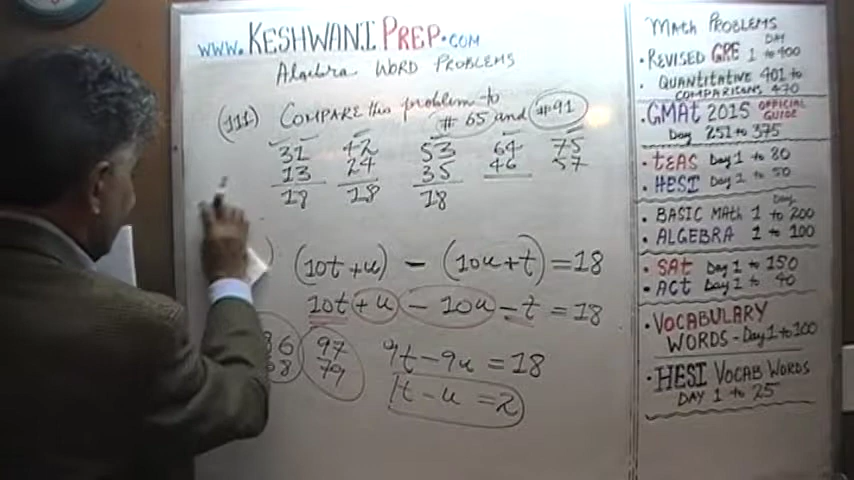 www.KESHWANI PREP.COM
Algebra WORD PROBLEMS
(111.) COMPARE this problem to
# 65 and #91
31 42 53 64 75
13 24 35 46 57
18 18 18
(10t+u) - (10u+t) = 18
10t + u - 10u - t = 18
86 97
68 79
9t - 9u = 18
t - u = 2
MATH PROBLEMS
DAY
• REVISED GRE 1 to 400
• QUANTITATIVE 401 to
COMPARISONS 470
• GMAT 2015 OFFICIAL
GUIDE
Day 251 to 375
• TEAS Day 1 to 80
• HESI Day 1 to 50
Day
• BASIC MATH 1 to 200
• ALGEBRA 1 to 100
• SAT Day 1 to 150
• ACT Day 1 to 40
• VOCABULARY
WORDS - Day 1 to 100
• HESI VOCAB WORDS
DAY 1 to 25